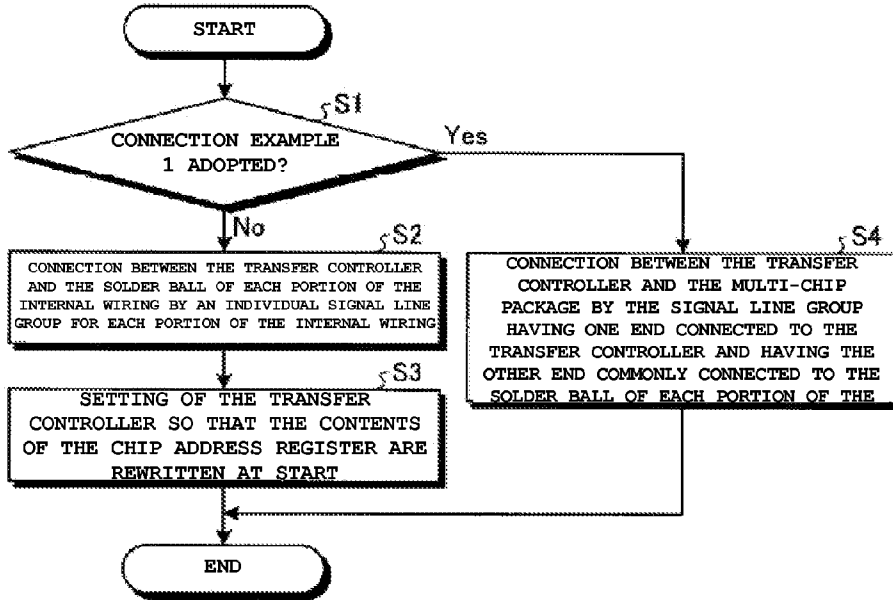 START
S1
CONNECTION EXAMPLE
1 ADOPTED?
Yes
No
S2
CONNECTION BETWEEN THE TRANSFER CONTROLLER
AND THE SOLDER BALL OF EACH PORTION OF THE
INTERNAL WIRING BY AN INDIVIDUAL SIGNAL LINE
GROUP FOR EACH PORTION OF THE INTERNAL WIRING
S3
SETTING OF THE TRANSFER
CONTROLLER SO THAT THE CONTENTS
OF THE CHIP ADDRESS REGISTER ARE
REWRITTEN AT START
S4
CONNECTION BETWEEN THE TRANSFER
CONTROLLER AND THE MULTI-CHIP
PACKAGE BY THE SIGNAL LINE GROUP
HAVING ONE END CONNECTED TO THE
TRANSFER CONTROLLER AND HAVING THE
OTHER END COMMONLY CONNECTED TO THE
SOLDER BALL OF EACH PORTION OF THE
END